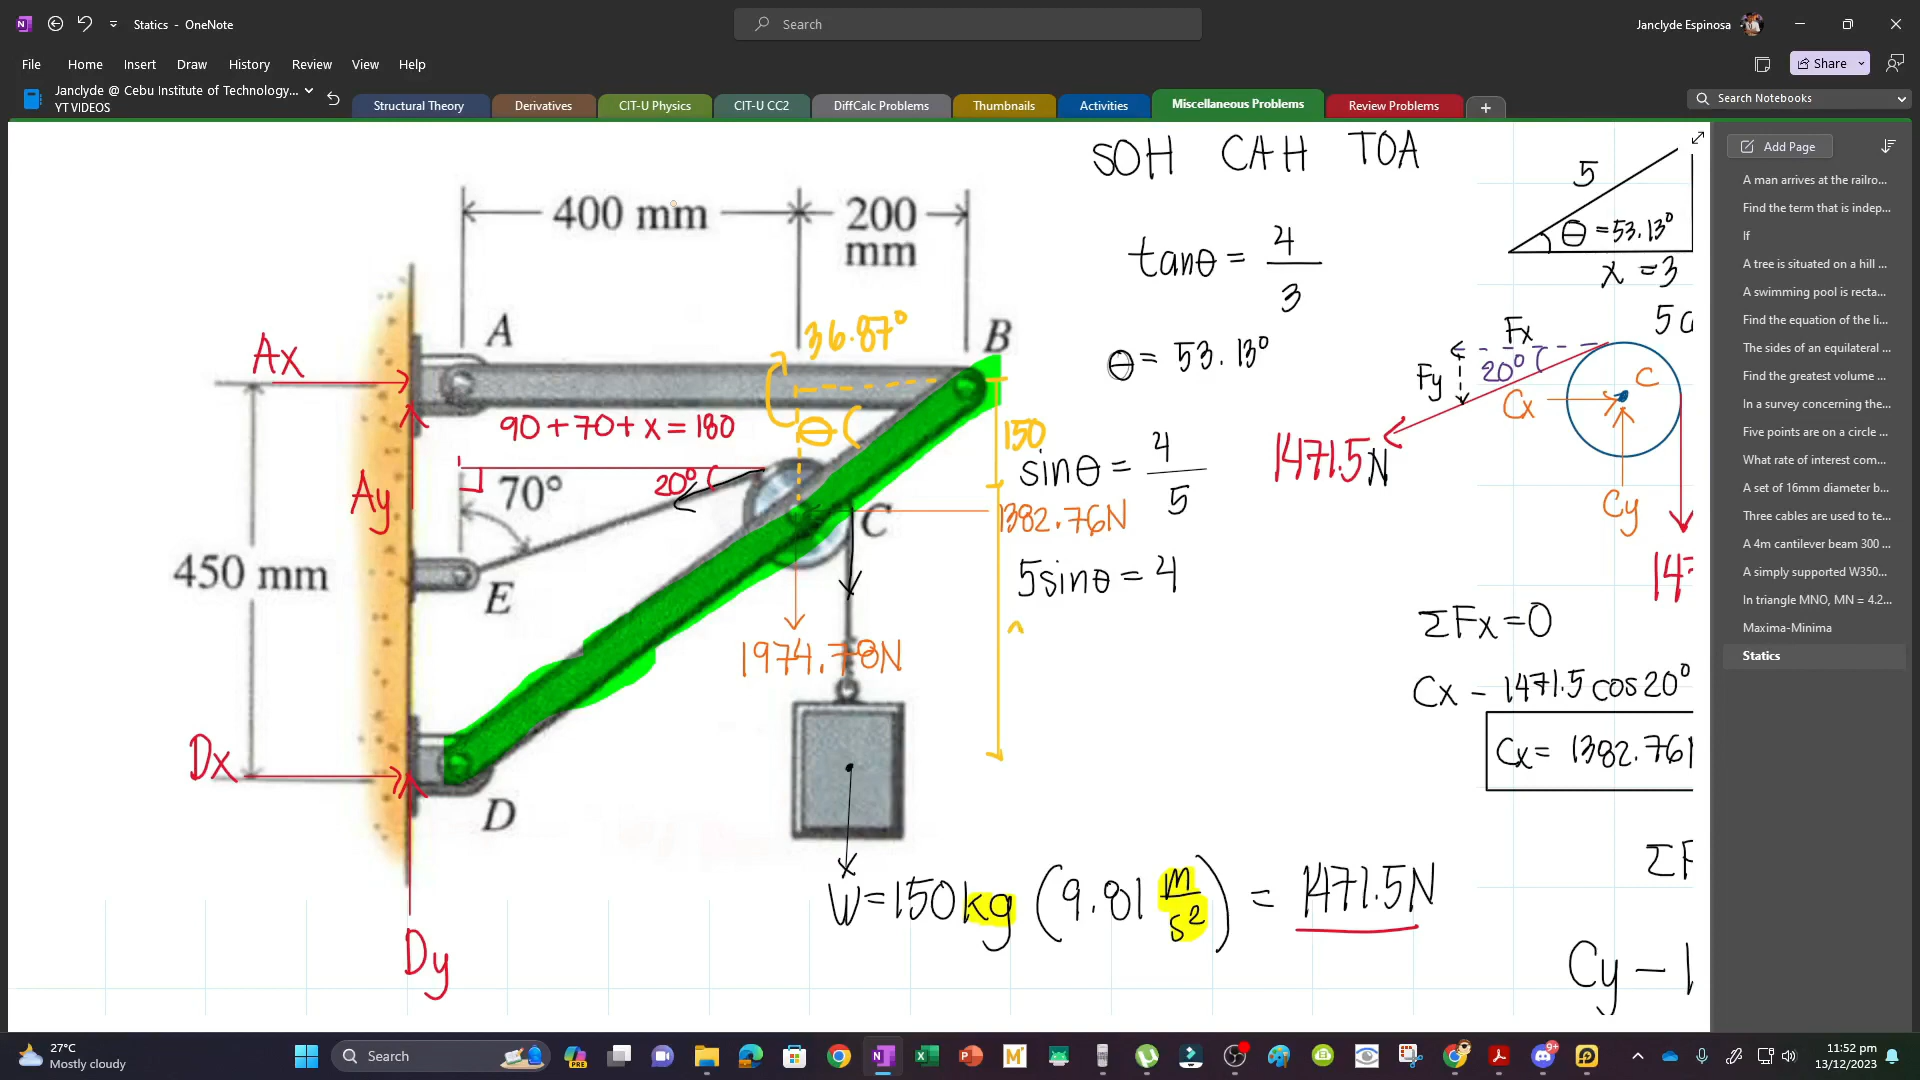 Statics - OneNote
Search
Janclyde Espinosa
File Home Insert Draw History Review View Help
Share
Janclyde @ Cebu Institute of Technology...
YT VIDEOS
Structural Theory Derivatives CIT-U Physics CIT-U CC2 DiffCalc Problems Thumbnails Activities Miscellaneous Problems Review Problems +
Search Notebooks
Add Page
A man arrives at the railro...
Find the term that is indep...
If
A tree is situated on a hill ...
A swimming pool is recta...
Find the equation of the li...
The sides of an equilateral ...
Find the greatest volume ...
In a survey concerning the...
Five points are on a circle ...
What rate of interest com...
A set of 16mm diameter b...
Three cables are used to te...
A 4m cantilever beam 300 ...
A simply supported W350...
In triangle MNO, MN = 4.2...
Maxima-Minima
Statics
SOH CAH TOA
400 mm
200
mm
tanθ = 4/3
5
θ = 53.13°
x = 3
A
36.87°
B
Ax
θ = 53.13°
Fx
Fy
20°
C
Cx
Cy
1471.5N
90+70+x=180
θ
150
sinθ = 4/5
Ay
70°
20°
C
1382.76N
450 mm
E
5sinθ = 4
1974.78N
ΣFx=0
Cx - 1471.5 cos20°
Cx= 1382.76
Dx
D
W=150kg (9.81 m/s²) = 1471.5N
Dy
Cy -
27°C
Mostly cloudy
Search
PRE
9+
11:52 pm
13/12/2023